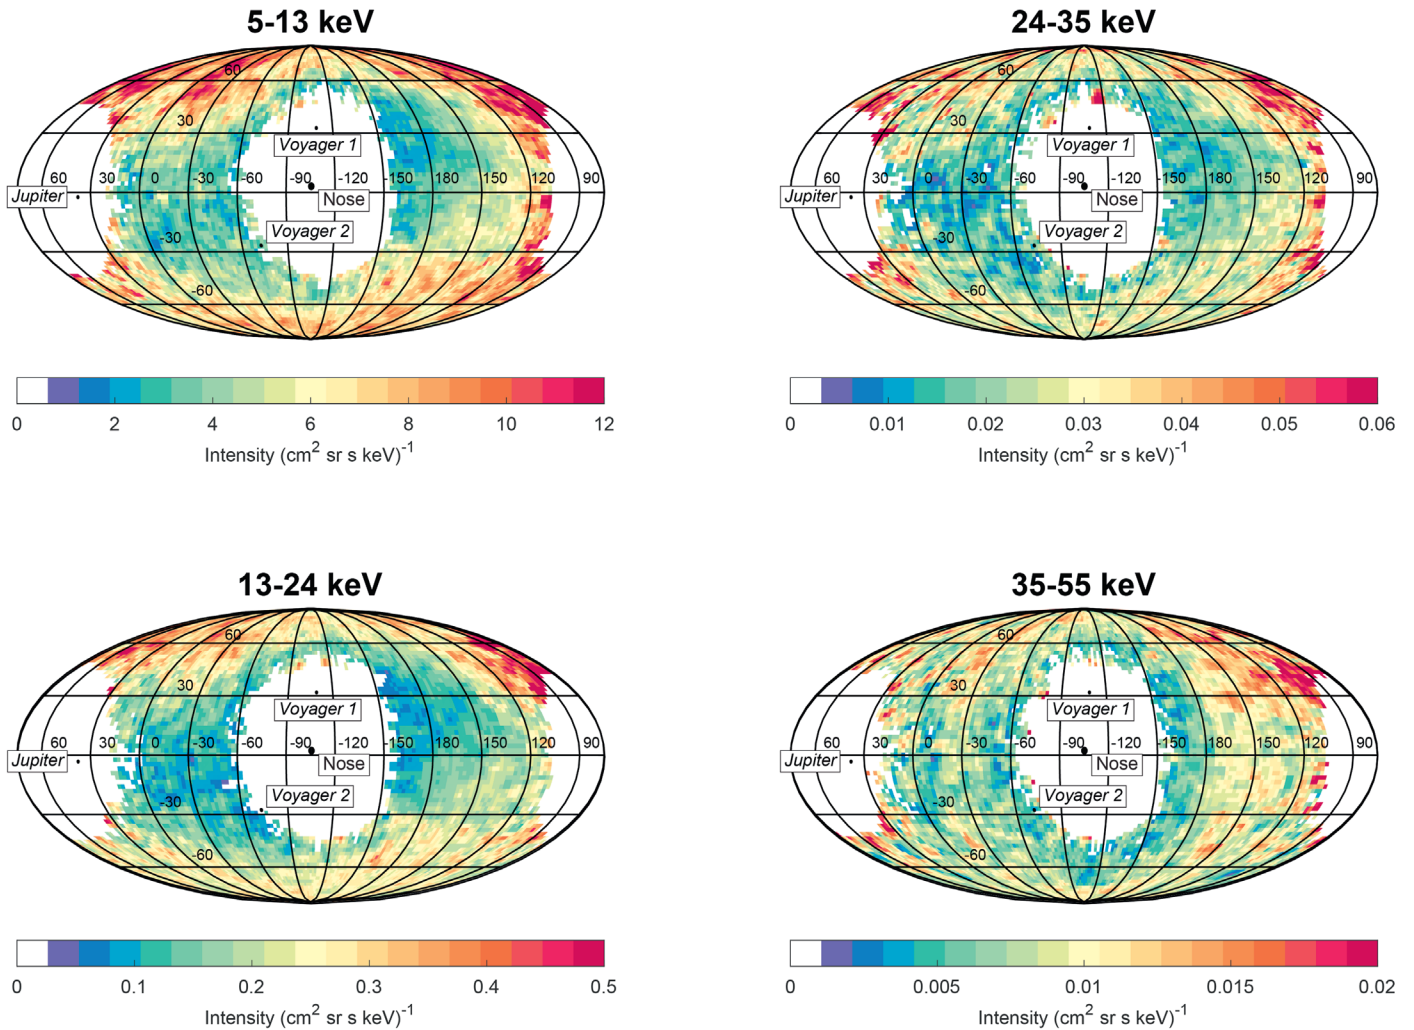 5-13 keV
60
30
Voyager 1
60 30 0 -30 -60 -90 -120 -150 180 150 120 90
Jupiter
Nose
Voyager 2
-30
-60
0 2 4 6 8 10 12
Intensity (cm2 sr s keV)-1
24-35 keV
60
30
Voyager 1
60 30 0 -30 -60 -90 -120 -150 180 150 120 90
Jupiter
Nose
Voyager 2
-30
-60
0 0.01 0.02 0.03 0.04 0.05 0.06
Intensity (cm2 sr s keV)-1
13-24 keV
60
30
Voyager 1
60 30 0 -30 -60 -90 -120 -150 180 150 120 90
Jupiter
Nose
Voyager 2
-30
-60
0 0.1 0.2 0.3 0.4 0.5
Intensity (cm2 sr s keV)-1
35-55 keV
60
30
Voyager 1
60 30 0 -30 -60 -90 -120 -150 180 150 120 90
Jupiter
Nose
Voyager 2
-30
-60
0 0.005 0.01 0.015 0.02
Intensity (cm2 sr s keV)-1